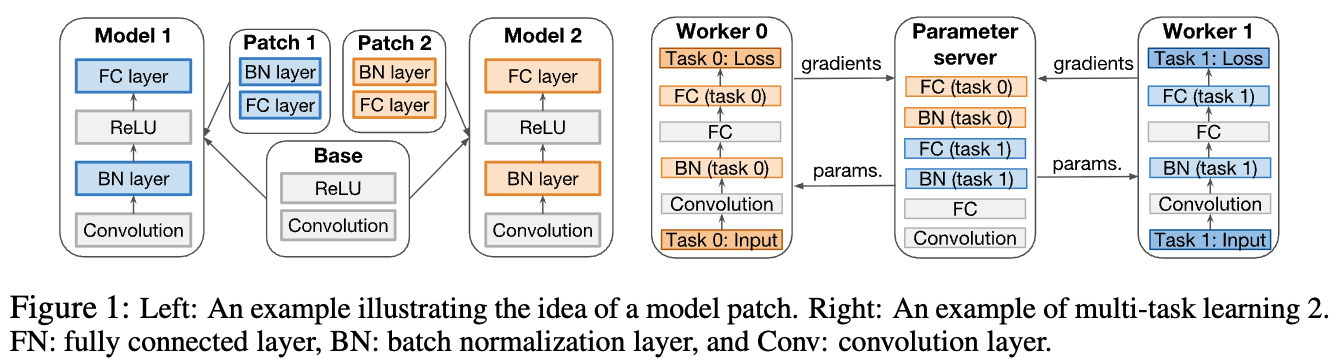 Model 1
FC layer
ReLU
BN layer
Convolution
Patch 1
BN layer
FC layer
Patch 2
BN layer
FC layer
Base
ReLU
Convolution
Model 2
FC layer
ReLU
BN layer
Convolution
Worker 0
Task 0: Loss
FC (task 0)
FC
BN (task 0)
Convolution
Task 0: Input
gradients
params.
Parameter
server
FC (task 0)
BN (task 0)
FC (task 1)
BN (task 1)
FC
Convolution
gradients
params.
Worker 1
Task 1: Loss
FC (task 1)
FC
BN (task 1)
Convolution
Task 1: Input
Figure 1: Left: An example illustrating the idea of a model patch. Right: An example of multi-task learning 2.
FN: fully connected layer, BN: batch normalization layer, and Conv: convolution layer.